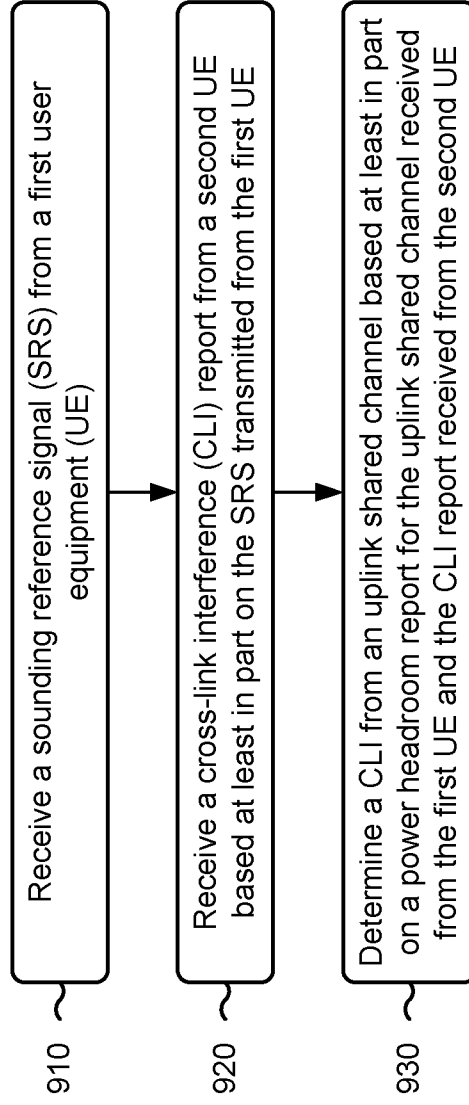 910
Receive a sounding reference signal (SRS) from a first user
equipment (UE)
920
Receive a cross-link interference (CLI) report from a second UE
based at least in part on the SRS transmitted from the first UE
930
Determine a CLI from an uplink shared channel based at least in part
on a power headroom report for the uplink shared channel received
from the first UE and the CLI report received from the second UE